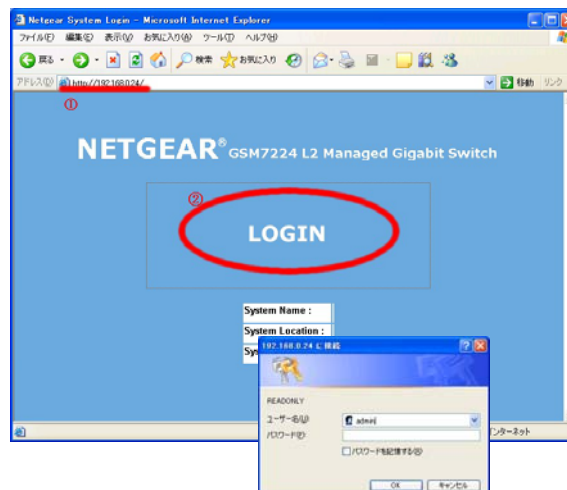 Netgear System Login - Microsoft Internet Explorer
ファイル(F) 編集(E) 表示(V) お気に入り(A) ツール(T) ヘルプ(H)
戻る 検索 お気に入り
アドレス(D) http://192.168.0.24/ 移動 リンク
①
NETGEAR® GSM7224 L2 Managed Gigabit Switch
②
LOGIN
System Name :
System Location :
Sys
192.168.0.24 に接続
READONLY
ユーザー名(U) admin
パスワード(P)
パスワードを記憶する(R)
OK キャンセル
インターネット